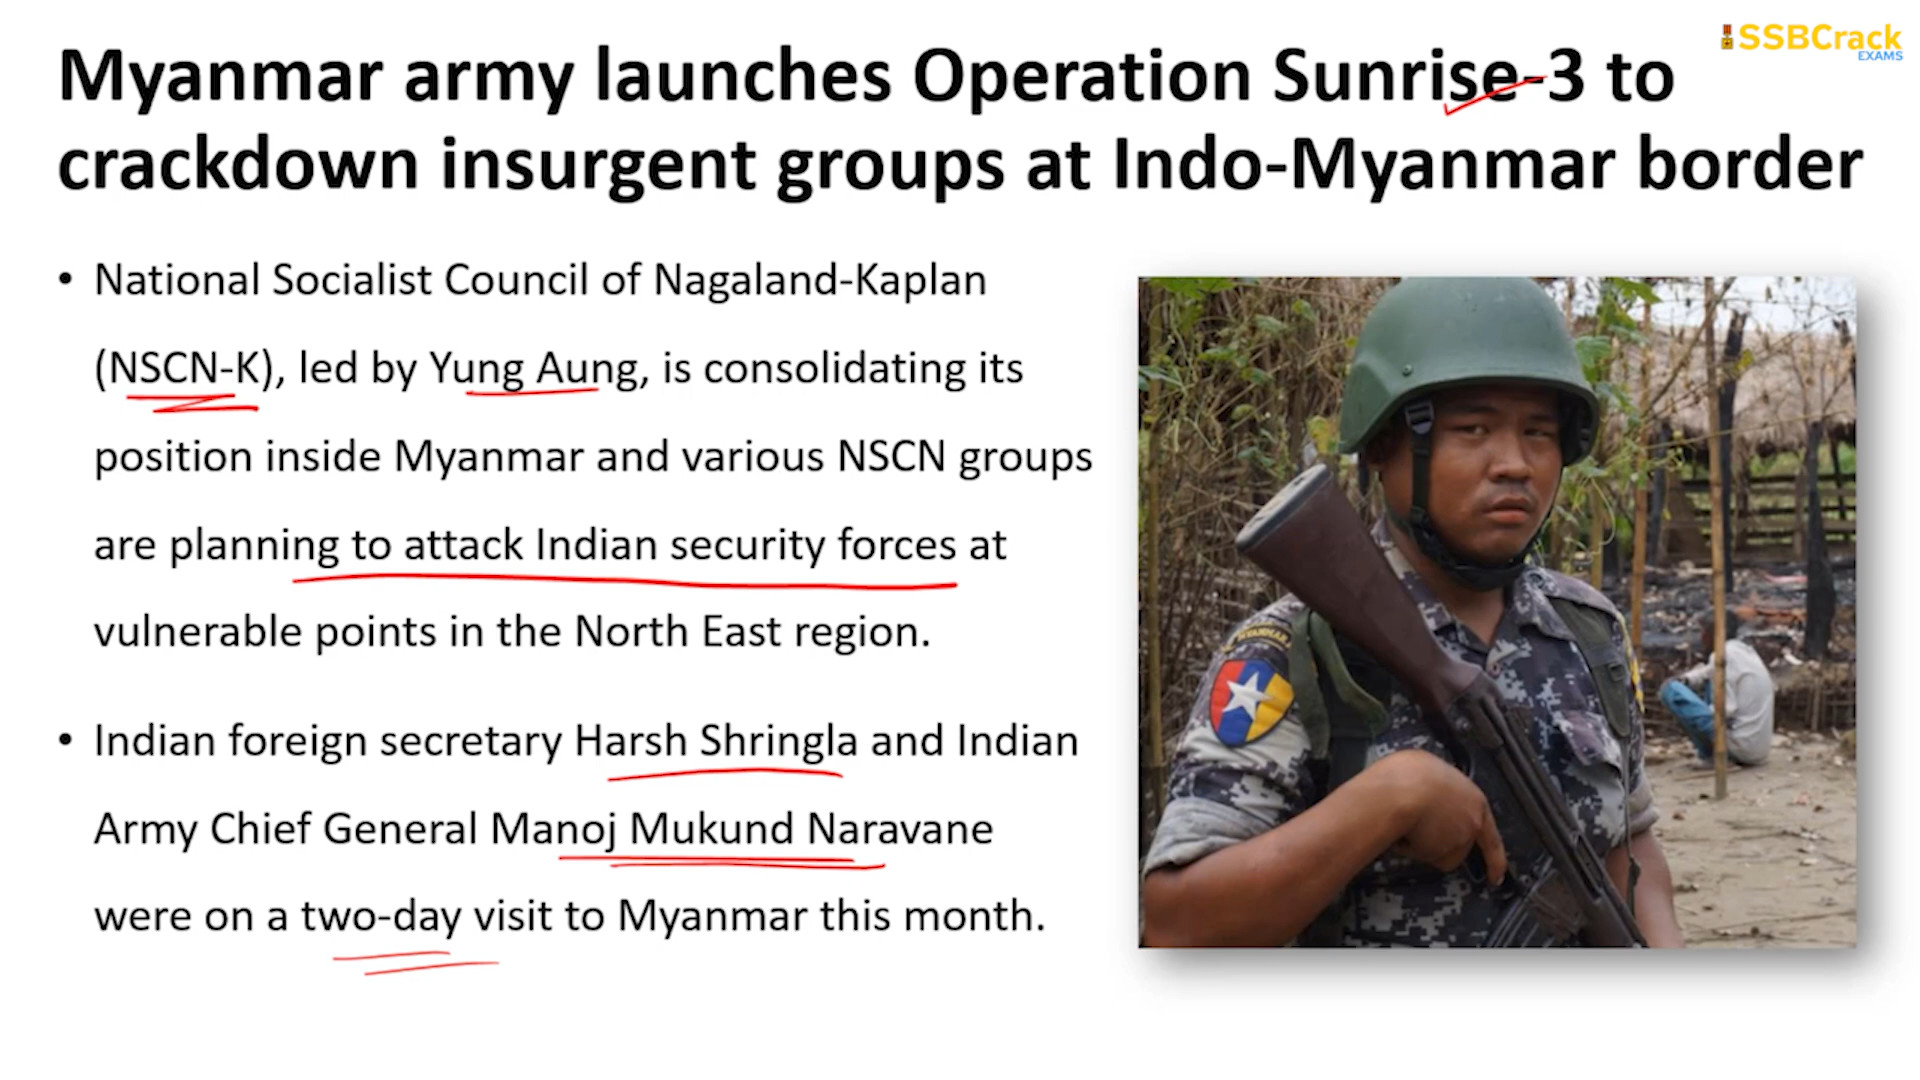 SSBCrack
EXAMS
Myanmar army launches Operation Sunrise-3 to
crackdown insurgent groups at Indo-Myanmar border
• National Socialist Council of Nagaland-Kaplan
(NSCN-K), led by Yung Aung, is consolidating its
position inside Myanmar and various NSCN groups
are planning to attack Indian security forces at
vulnerable points in the North East region.
• Indian foreign secretary Harsh Shringla and Indian
Army Chief General Manoj Mukund Naravane
were on a two-day visit to Myanmar this month.
MYANMAR